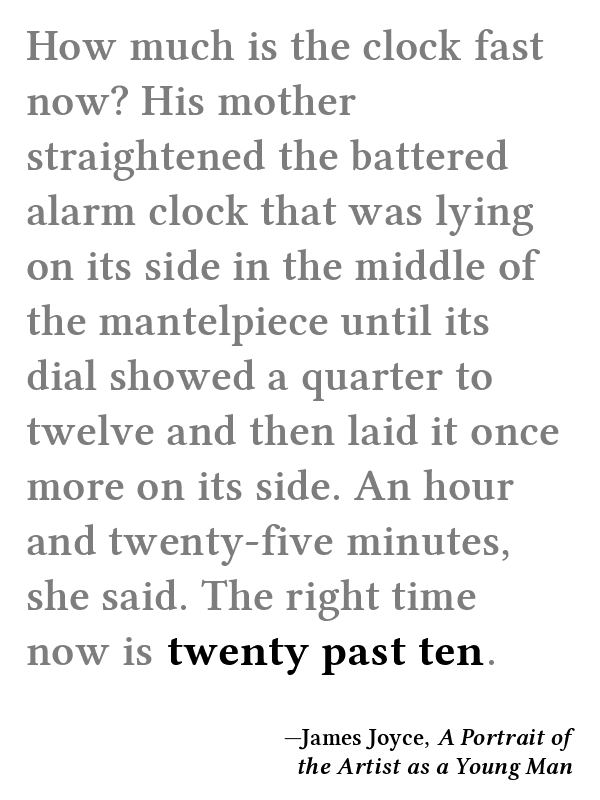 How much is the clock fast
now? His mother
straightened the battered
alarm clock that was lying
on its side in the middle of
the mantelpiece until its
dial showed a quarter to
twelve and then laid it once
more on its side. An hour
and twenty-five minutes,
she said. The right time
now is twenty past ten.
—James Joyce, A Portrait of
the Artist as a Young Man